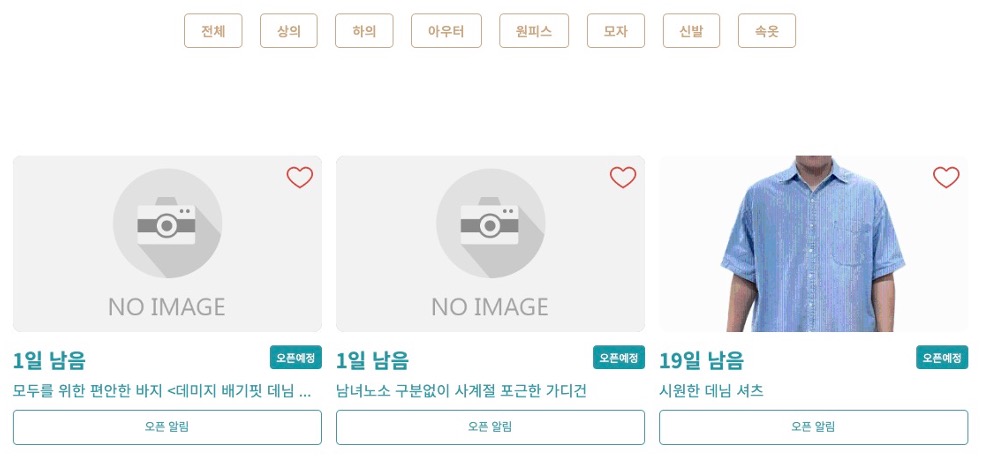 전체 상의 하의 아우터 원피스 모자 신발 속옷
NO IMAGE
NO IMAGE
1일 남음 오픈예정
모두를 위한 편안한 바지 <데미지 배기핏 데님 ...
오픈 알림
1일 남음 오픈예정
남녀노소 구분없이 사계절 포근한 가디건
오픈 알림
19일 남음 오픈예정
시원한 데님 셔츠
오픈 알림